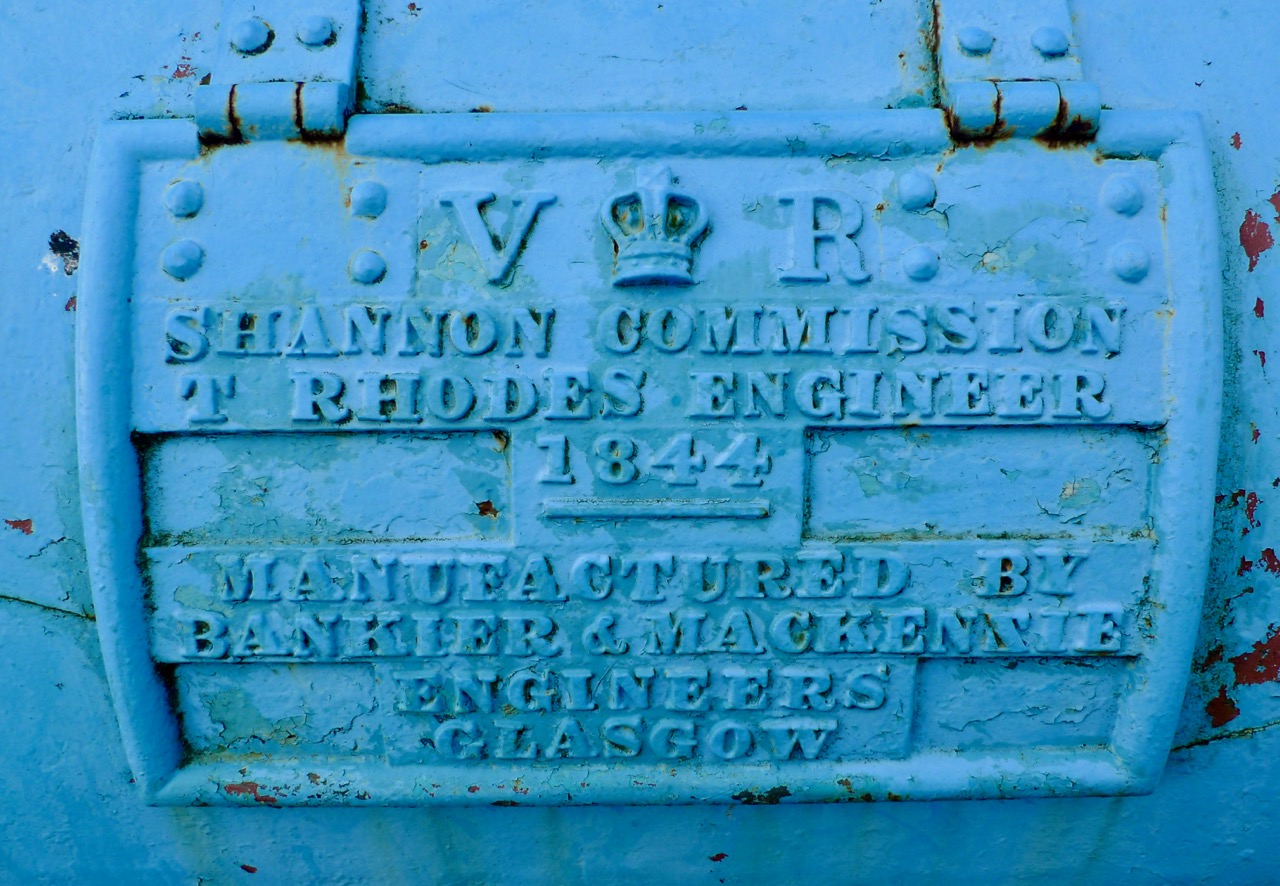 V R
SHANNON COMMISSION
T RHODES ENGINEER
1844
MANUFACTURED BY
BANKIER & MACKENZIE
ENGINEERS
GLASGOW